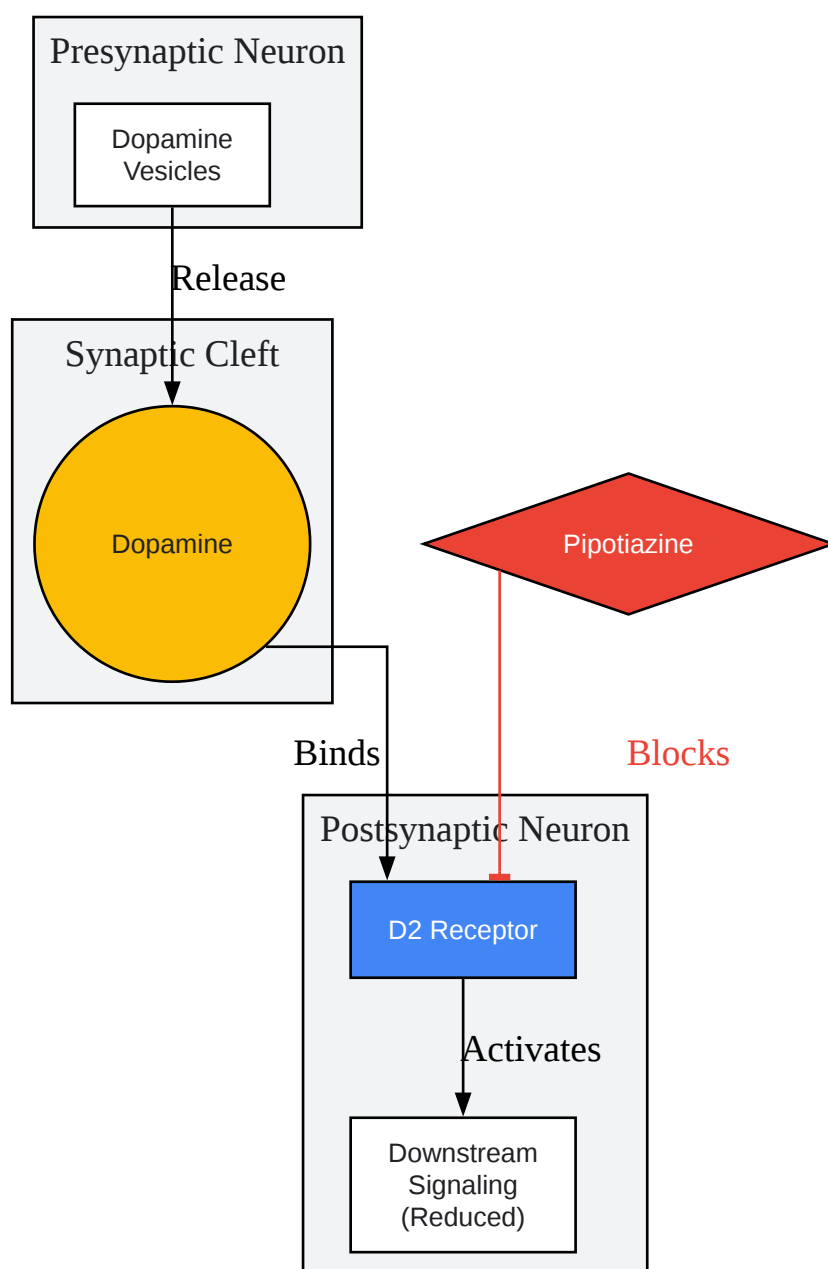 Presynaptic Neuron
Dopamine
Vesicles
Release
Synaptic Cleft
Dopamine
Pipotiazine
Binds
Blocks
Postsynaptic Neuron
D2 Receptor
Activates
Downstream
Signaling
(Reduced)